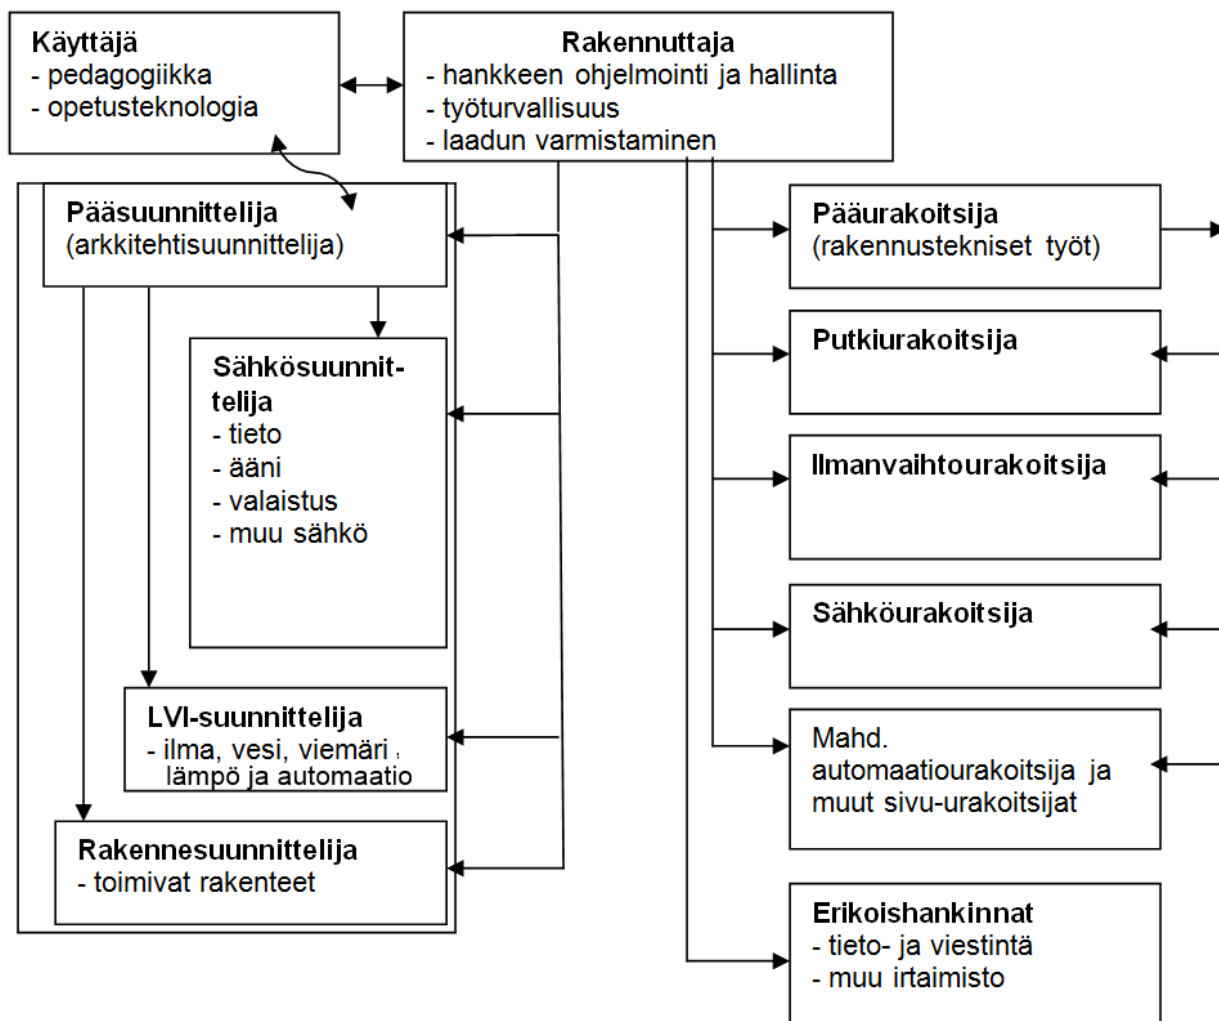 Käyttäjä
- pedagogiikka
- opetusteknologia
Rakennuttaja
- hankkeen ohjelmointi ja hallinta
- työturvallisuus
- laadun varmistaminen
Pääsuunnittelija
(arkkitehtisuunnittelija)
Sähkösuunnit-
telija
- tieto
- ääni
- valaistus
- muu sähkö
LVI-suunnittelija
- ilma, vesi, viemäri ,
lämpö ja automaatio
Rakennesuunnittelija
- toimivat rakenteet
Pääurakoitsija
(rakennustekniset työt)
Putkiurakoitsija
Ilmanvaihtourakoitsija
Sähköurakoitsija
Mahd.
automaatiourakoitsija ja
muut sivu-urakoitsijat
Erikoishankinnat
- tieto- ja viestintä
- muu irtaimisto